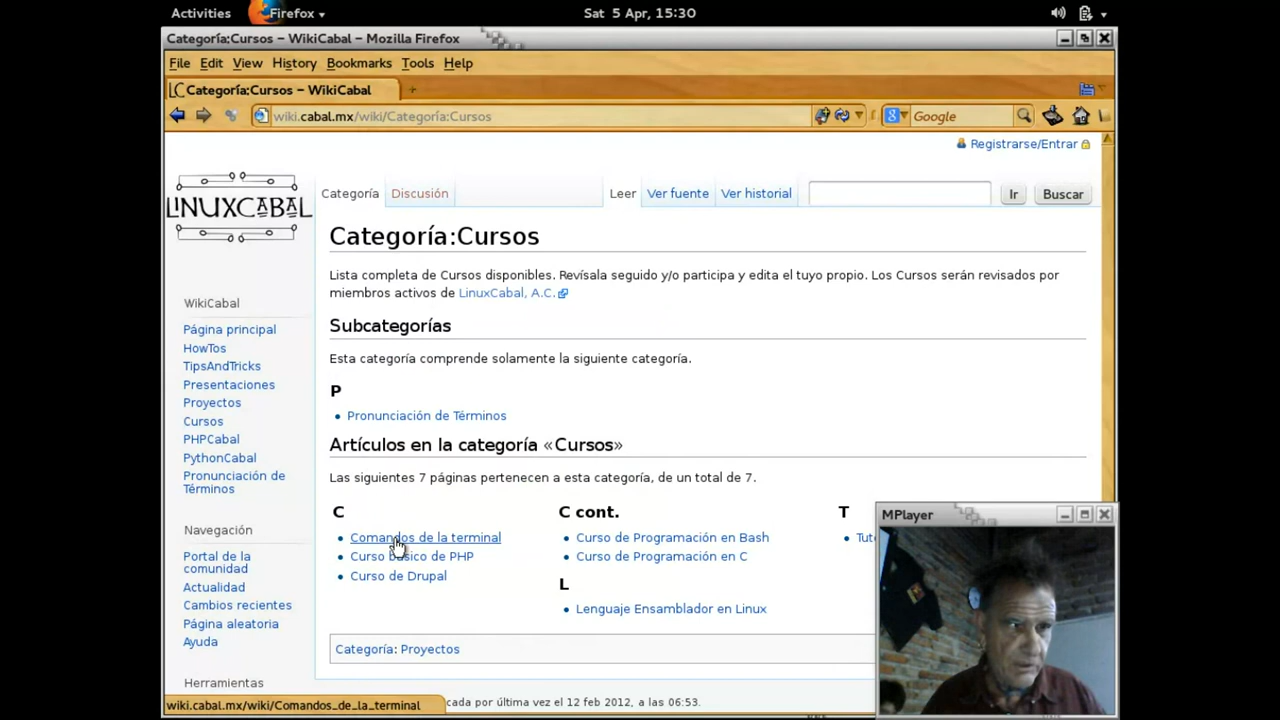 Activities Firefox Sat 5 Apr, 15:30
Categoría:Cursos – WikiCabal – Mozilla Firefox
File Edit View History Bookmarks Tools Help
LC Categoría:Cursos – WikiCabal
wiki.cabal.mx/wiki/Categoría:Cursos Google
Registrarse/Entrar
LINUXCABAL
Categoría Discusión Leer Ver fuente Ver historial Ir Buscar
Categoría:Cursos
Lista completa de Cursos disponibles. Revísala seguido y/o participa y edita el tuyo propio. Los Cursos serán revisados por
miembros activos de LinuxCabal, A.C.
WikiCabal
Página principal
HowTos
TipsAndTricks
Presentaciones
Proyectos
Cursos
PHPCabal
PythonCabal
Pronunciación de
Términos
Navegación
Portal de la
comunidad
Actualidad
Cambios recientes
Página aleatoria
Ayuda
Herramientas
Subcategorías
Esta categoría comprende solamente la siguiente categoría.
P
Pronunciación de Términos
Artículos en la categoría «Cursos»
Las siguientes 7 páginas pertenecen a esta categoría, de un total de 7.
C
Comandos de la terminal
Curso básico de PHP
Curso de Drupal
C cont.
Curso de Programación en Bash
Curso de Programación en C
L
Lenguaje Ensamblador en Linux
T
Tut
Categoría: Proyectos
cada por última vez el 12 feb 2012, a las 06:53.
wiki.cabal.mx/wiki/Comandos_de_la_terminal
MPlayer